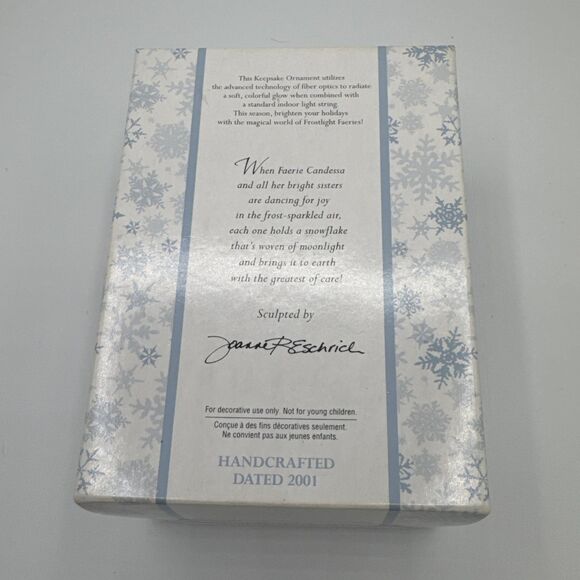 This Keepsake Ornament utilizes
the advanced technology of fiber optics to radiate
a soft, colorful glow when combined with
a standard indoor light string.
This season, brighten your holidays
with the magical world of Frostlight Faeries!
When Faerie Candessa
and all her bright sisters
are dancing for joy
in the frost-sparkled air,
each one holds a snowflake
that's woven of moonlight
and brings it to earth
with the greatest of care!
Sculpted by
Joanne R Eschrich
For decorative use only. Not for young children.
Conçue à des fins décoratives seulement.
Ne convient pas aux jeunes enfants.
HANDCRAFTED
DATED 2001